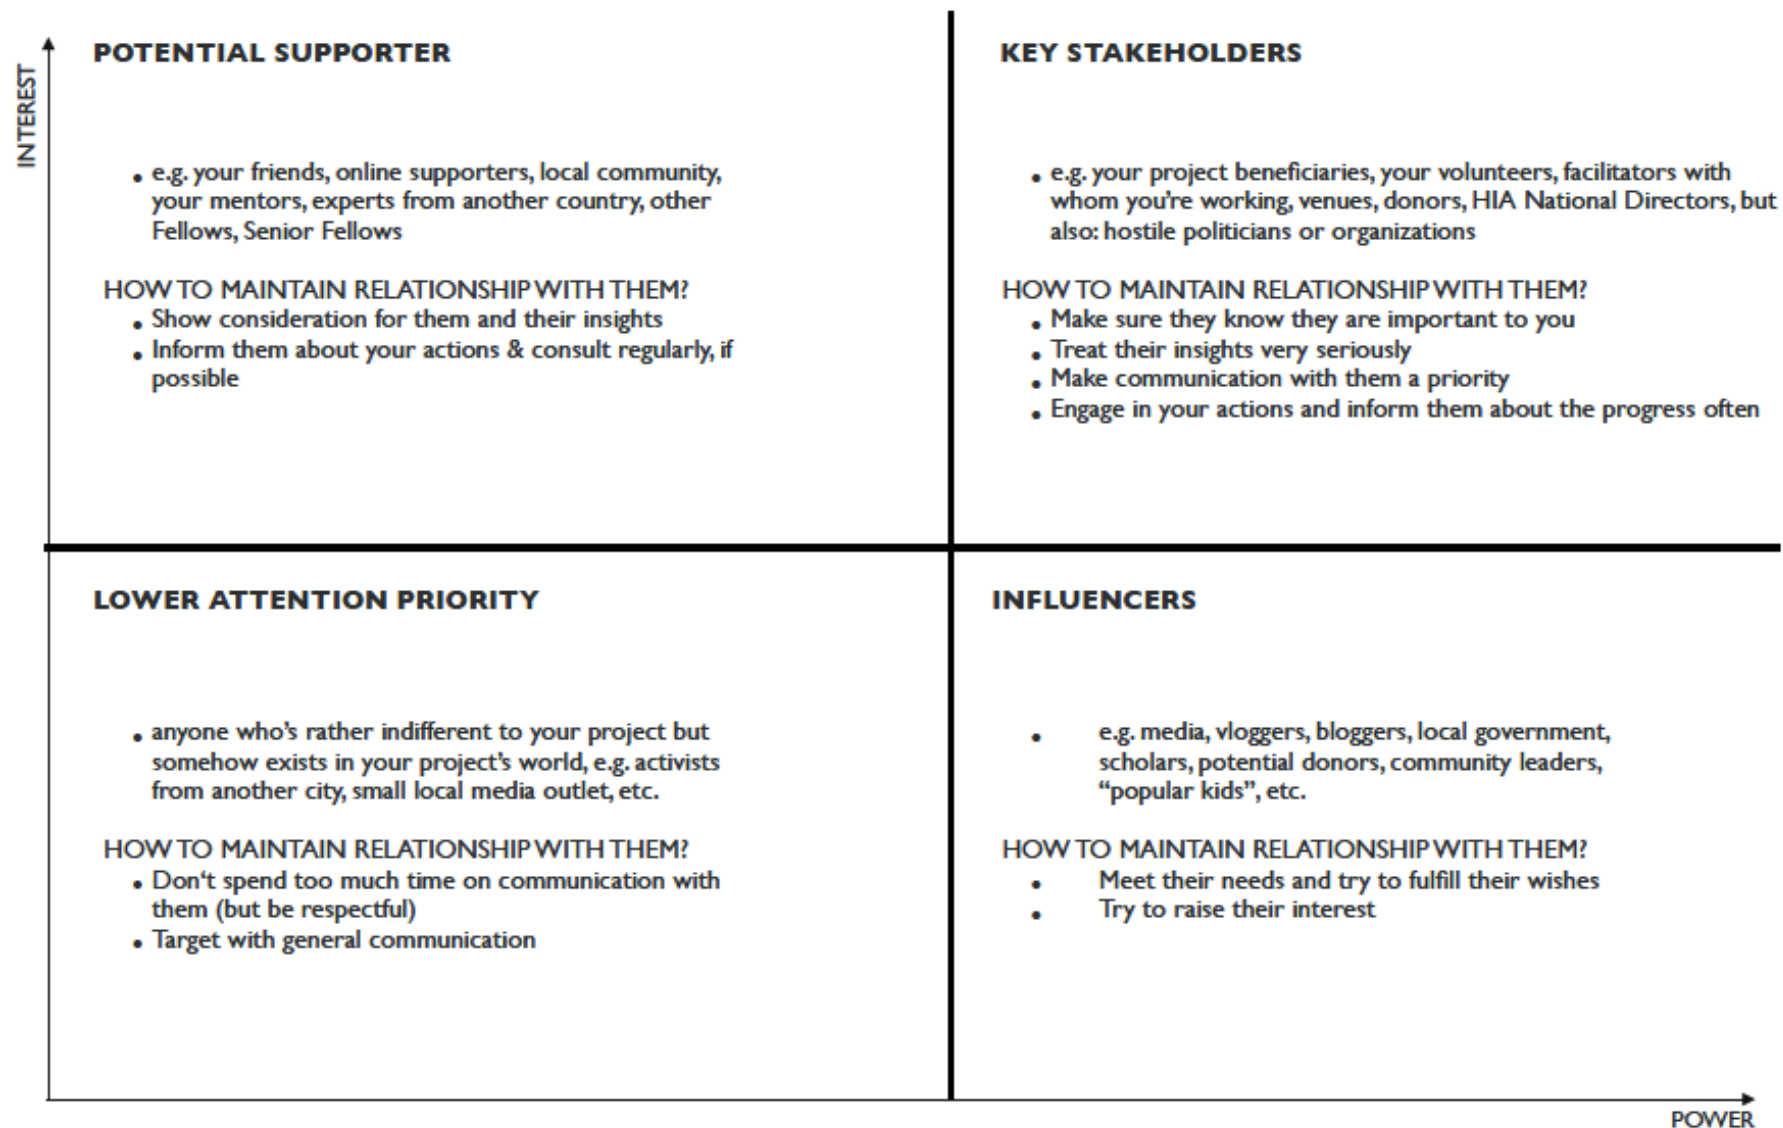 INTEREST
POTENTIAL SUPPORTER
• e.g. your friends, online supporters, local community,
your mentors, experts from another country, other
Fellows, Senior Fellows
HOW TO MAINTAIN RELATIONSHIP WITH THEM?
• Show consideration for them and their insights
• Inform them about your actions & consult regularly, if
possible
KEY STAKEHOLDERS
• e.g. your project beneficiaries, your volunteers, facilitators with
whom you’re working, venues, donors, HIA National Directors, but
also: hostile politicians or organizations
HOW TO MAINTAIN RELATIONSHIP WITH THEM?
• Make sure they know they are important to you
• Treat their insights very seriously
• Make communication with them a priority
• Engage in your actions and inform them about the progress often
LOWER ATTENTION PRIORITY
• anyone who’s rather indifferent to your project but
somehow exists in your project’s world, e.g. activists
from another city, small local media outlet, etc.
HOW TO MAINTAIN RELATIONSHIP WITH THEM?
• Don‘t spend too much time on communication with
them (but be respectful)
• Target with general communication
INFLUENCERS
• e.g. media, vloggers, bloggers, local government,
scholars, potential donors, community leaders,
“popular kids”, etc.
HOW TO MAINTAIN RELATIONSHIP WITH THEM?
• Meet their needs and try to fulfill their wishes
• Try to raise their interest
POWER